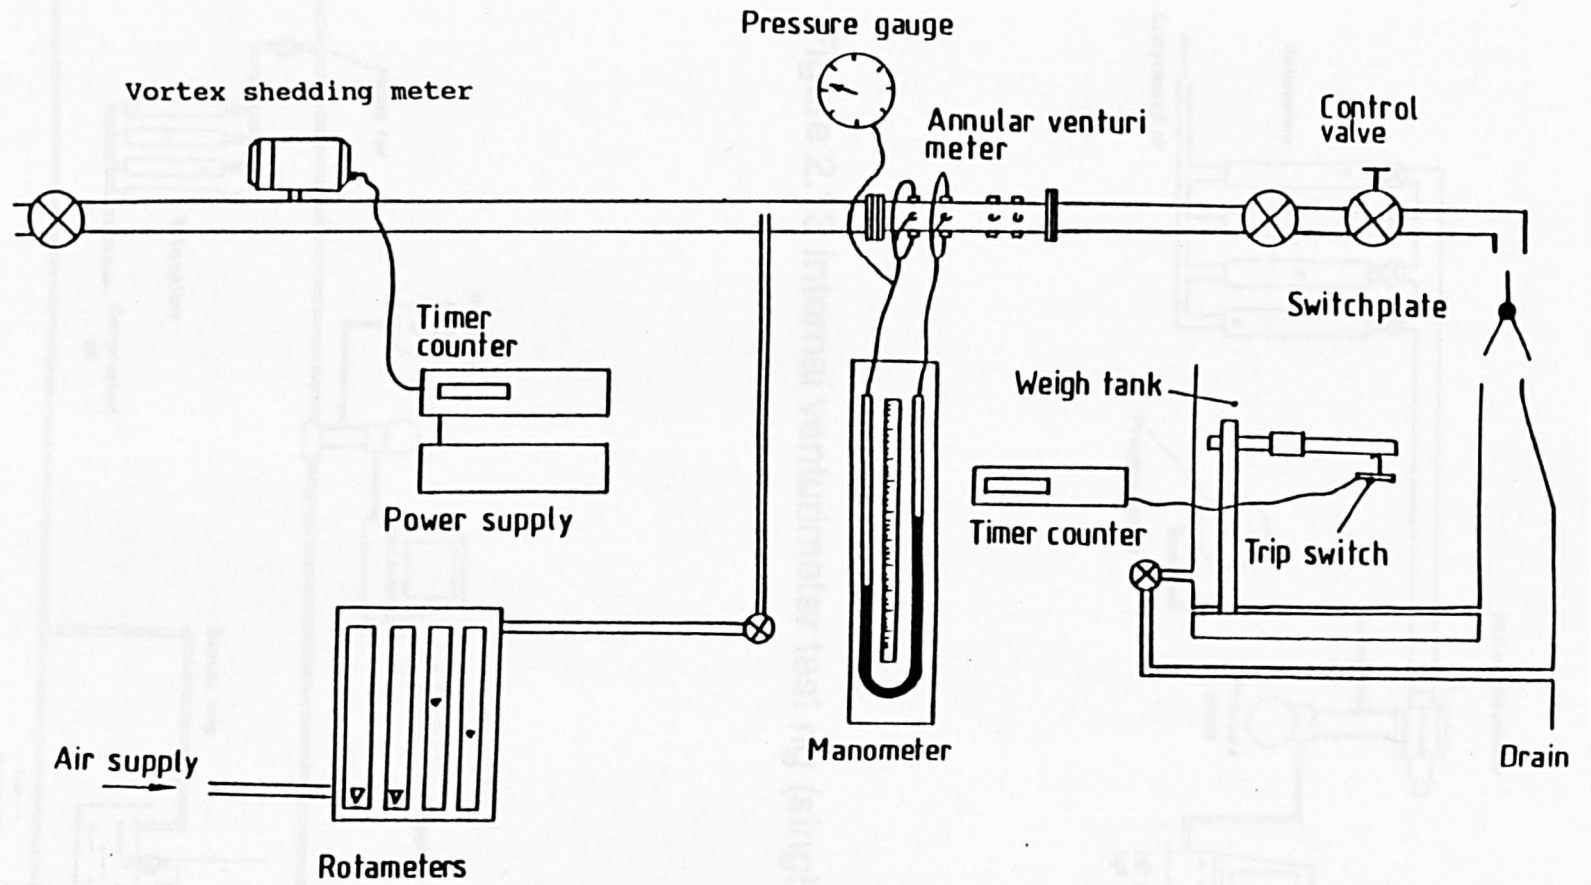 Pressure gauge
Vortex shedding meter
Annular venturi
meter
Control
valve
Switchplate
Timer
counter
Weigh tank
Power supply
Timer counter
Trip switch
Manometer
Air supply
Drain
Rotameters